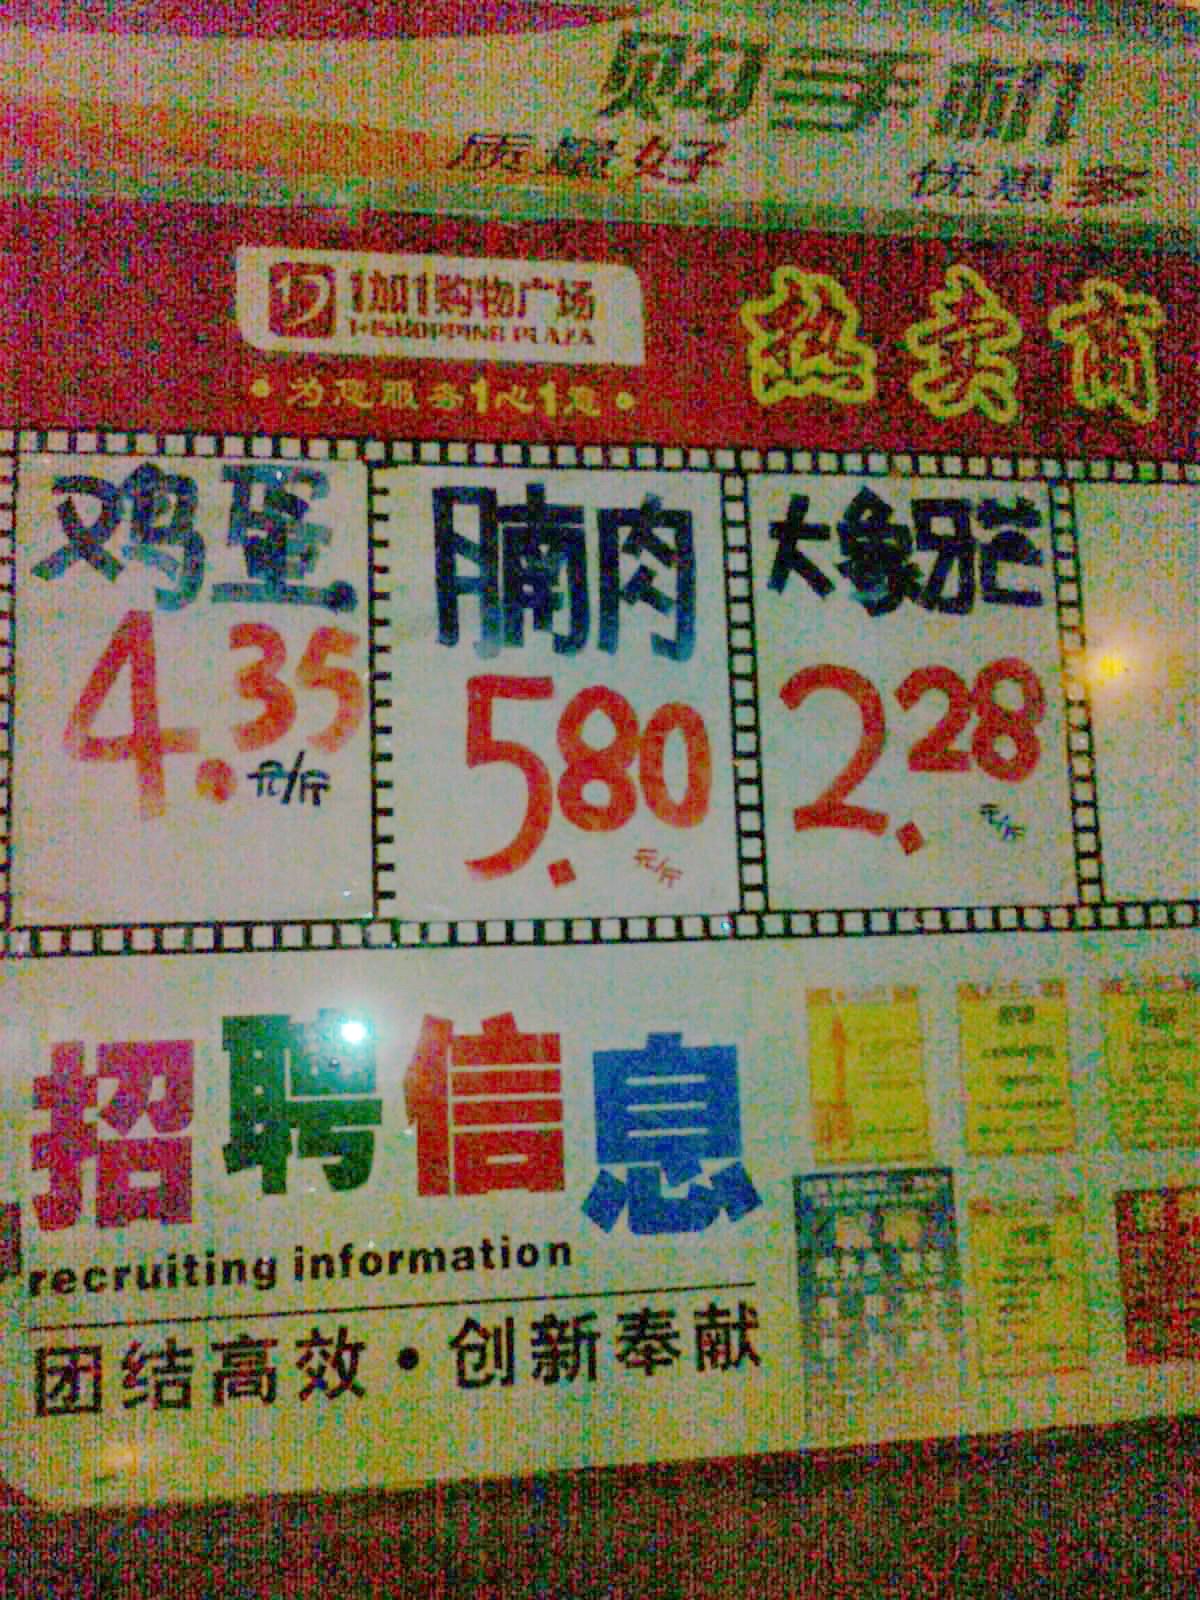 购手机
质量好
优惠多
1加1购物广场
1+1SHOPPING PLAZA
•为您服务1心1意•
热卖商
鸡蛋
4.35
元/斤
腩肉
5.80
元/斤
大象牙芒
2.28
元/斤
招聘信息
recruiting information
团结高效·创新奉献